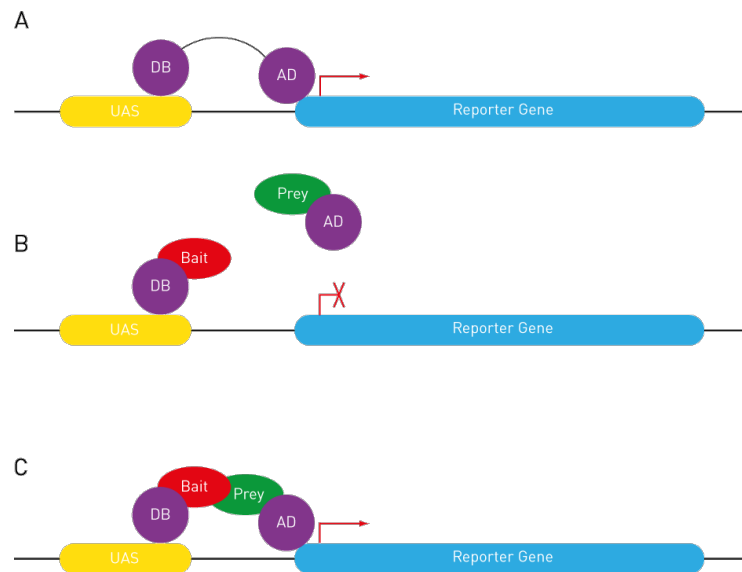 A
DB
AD
UAS
Reporter Gene
Prey
AD
B
Bait
DB
UAS
Reporter Gene
C
Bait
Prey
DB
AD
UAS
Reporter Gene